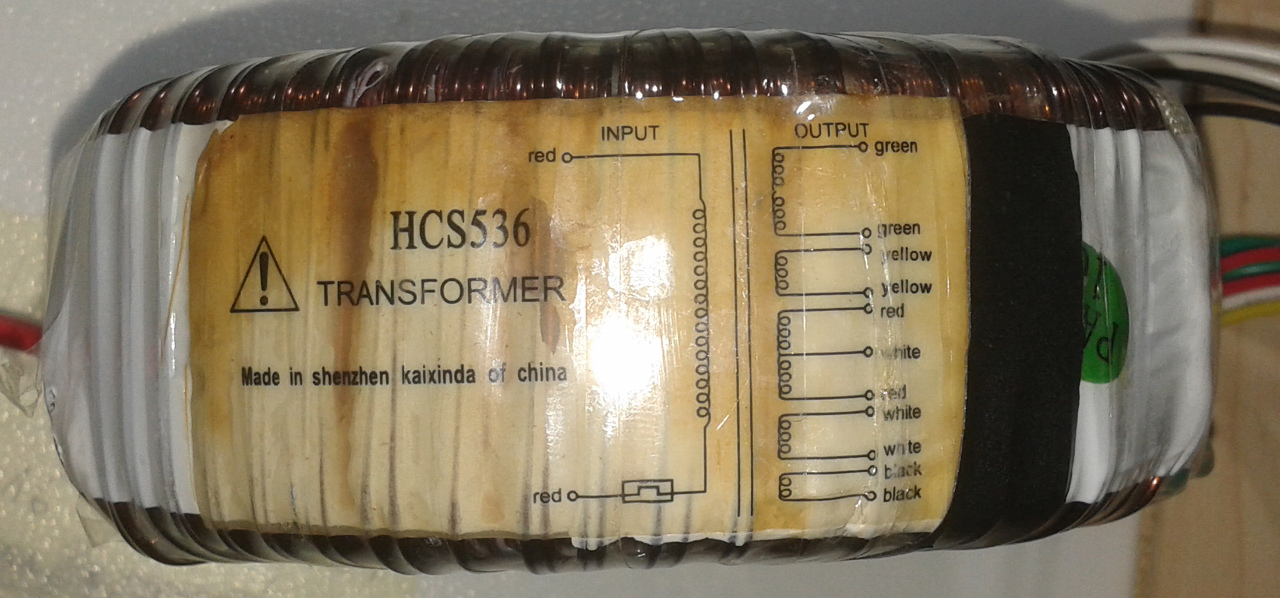 INPUT
OUTPUT
red
green
HCS536
TRANSFORMER
Made in shenzhen kaixinda of china
green
yellow
yellow
red
white
red
white
white
black
red
black